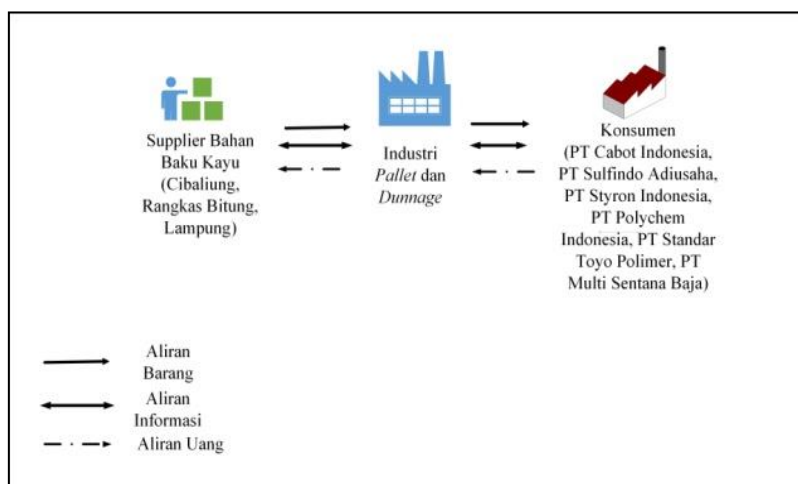 Supplier Bahan
Baku Kayu
(Cibaliung,
Rangkas Bitung,
Lampung)
Industri
Pallet dan
Dunnage
Konsumen
(PT Cabot Indonesia,
PT Sulfindo Adiusaha,
PT Styron Indonesia,
PT Polychem
Indonesia, PT Standar
Toyo Polimer, PT
Multi Sentana Baja)
Aliran
Barang
Aliran
Informasi
Aliran Uang